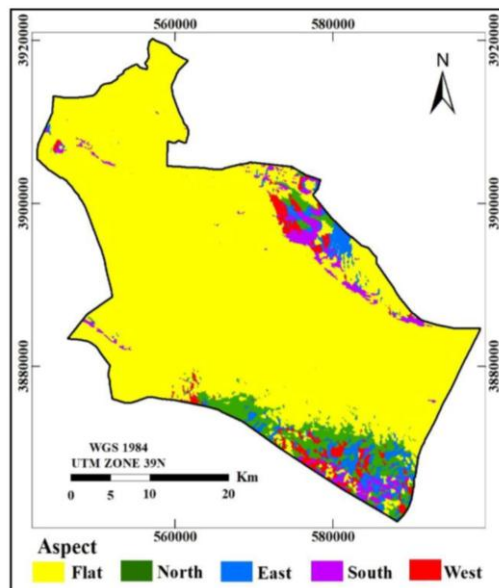 560000 580000
3920000 3920000
N
3900000 3900000
3880000 3880000
WGS 1984
UTM ZONE 39N
Km
0 5 10 20
560000 580000
Aspect
Flat North East South West